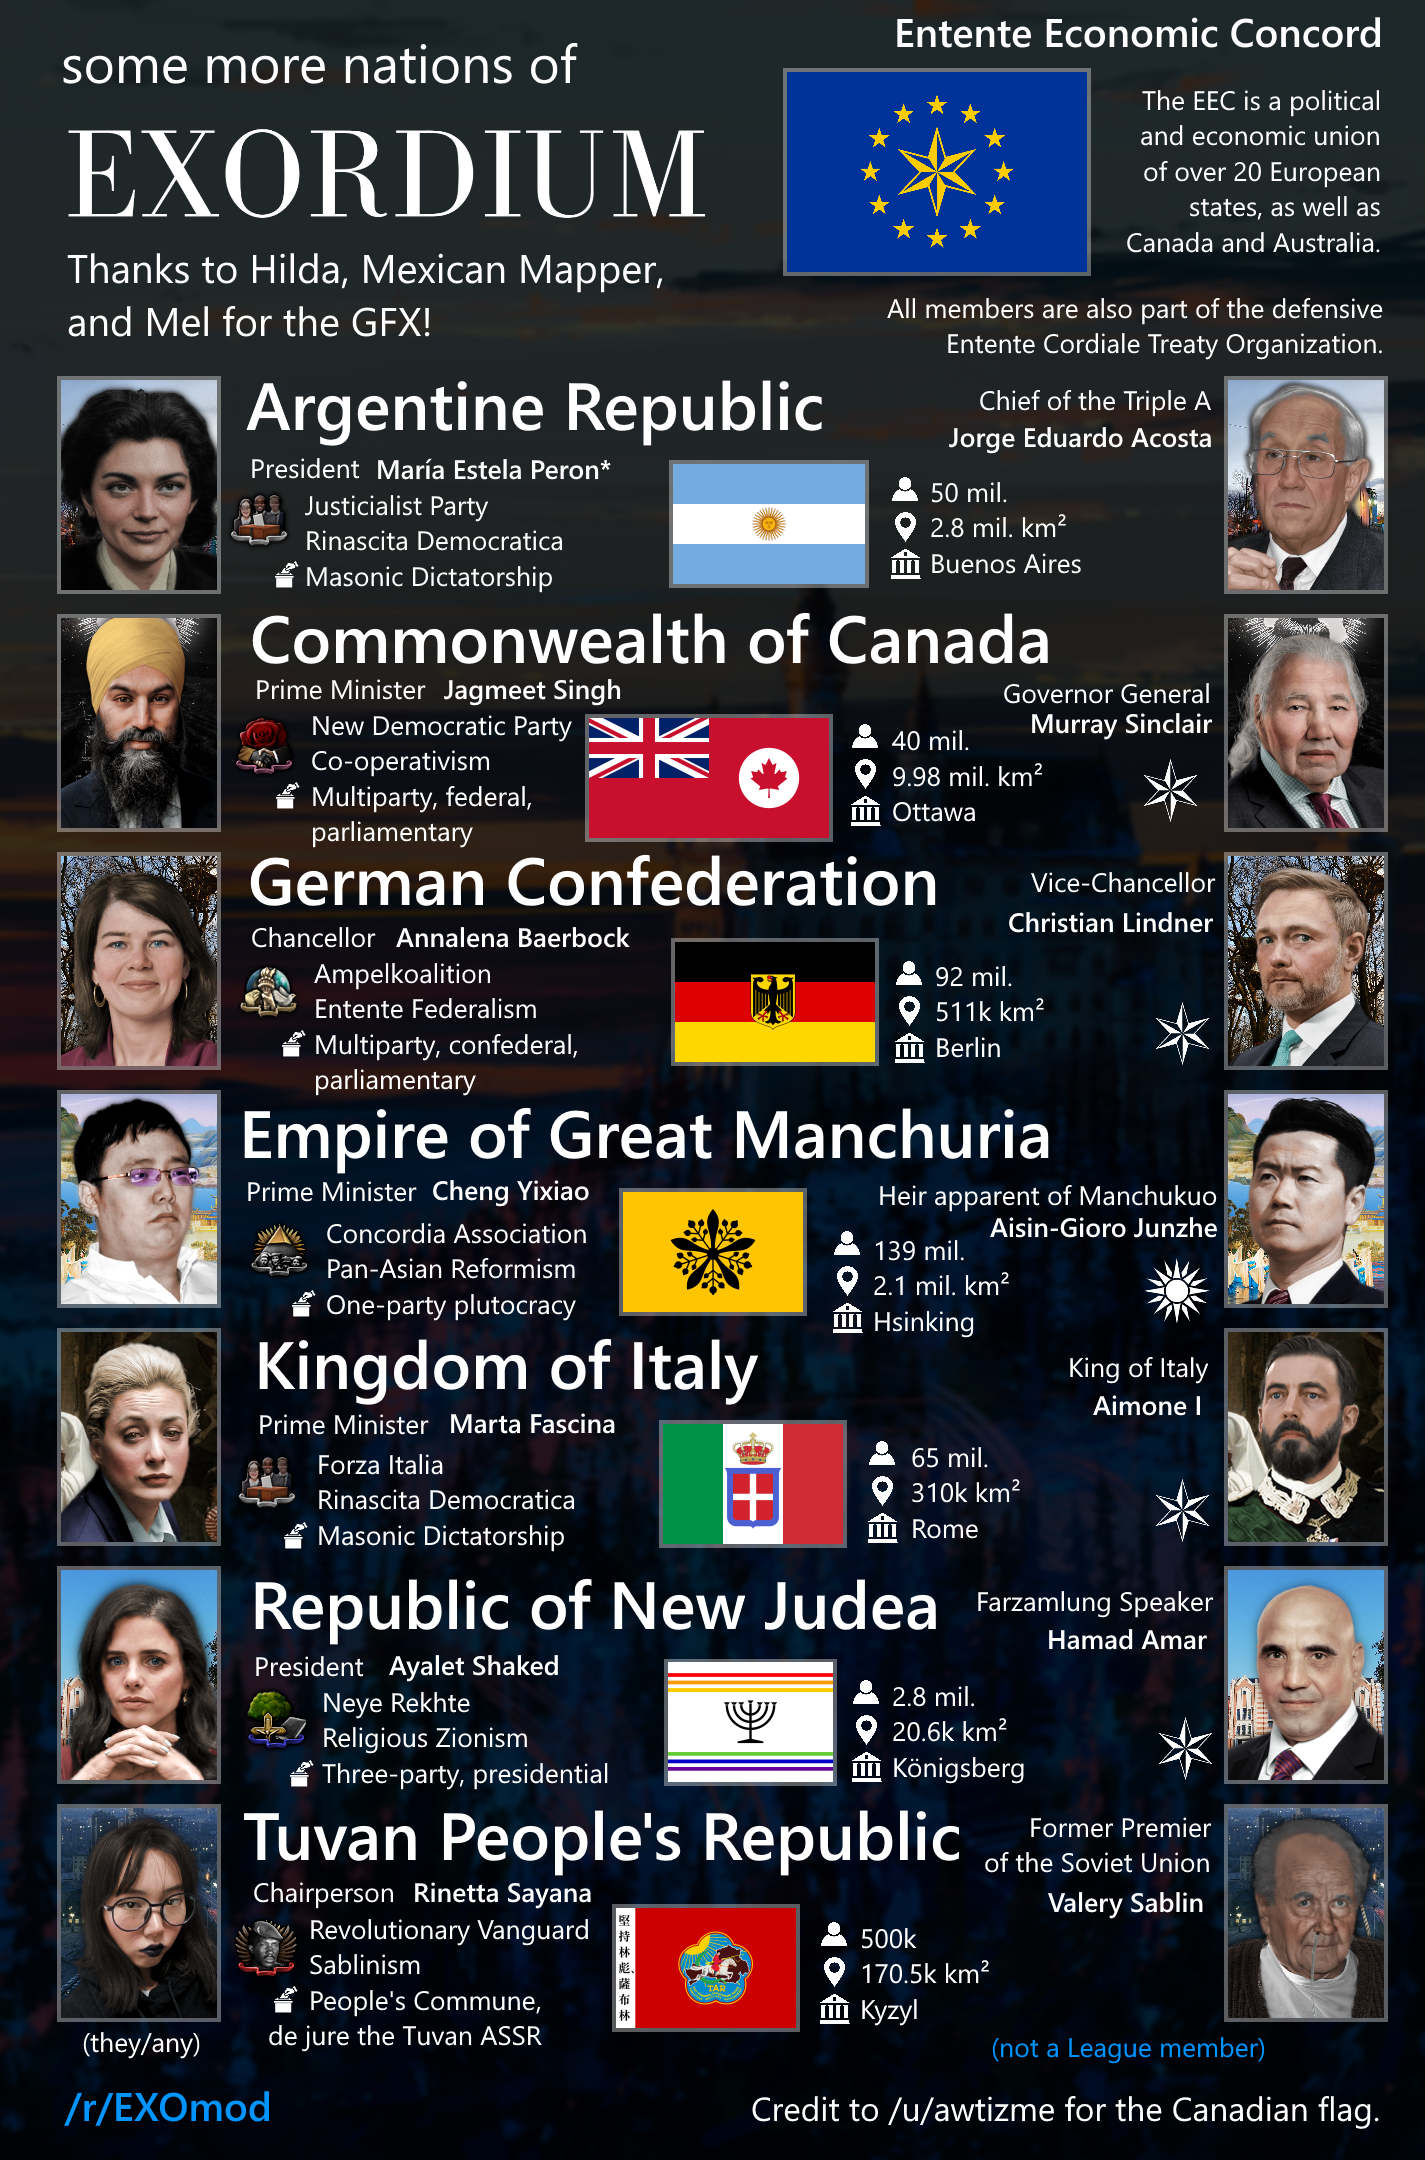 some more nations of
EXORDIUM
Thanks to Hilda, Mexican Mapper,
and Mel for the GFX!
Entente Economic Concord
The EEC is a political
and economic union
of over 20 European
states, as well as
Canada and Australia.
All members are also part of the defensive
Entente Cordiale Treaty Organization.
Argentine Republic
President María Estela Peron*
Justicialist Party
Rinascita Democratica
Masonic Dictatorship
50 mil.
2.8 mil. km²
Buenos Aires
Chief of the Triple A
Jorge Eduardo Acosta
Commonwealth of Canada
Prime Minister Jagmeet Singh
New Democratic Party
Co-operativism
Multiparty, federal,
parliamentary
40 mil.
9.98 mil. km²
Ottawa
Governor General
Murray Sinclair
German Confederation
Chancellor Annalena Baerbock
Ampelkoalition
Entente Federalism
Multiparty, confederal,
parliamentary
92 mil.
511k km²
Berlin
Vice-Chancellor
Christian Lindner
Empire of Great Manchuria
Prime Minister Cheng Yixiao
Concordia Association
Pan-Asian Reformism
One-party plutocracy
139 mil.
2.1 mil. km²
Hsinking
Heir apparent of Manchukuo
Aisin-Gioro Junzhe
Kingdom of Italy
Prime Minister Marta Fascina
Forza Italia
Rinascita Democratica
Masonic Dictatorship
65 mil.
310k km²
Rome
King of Italy
Aimone I
Republic of New Judea
President Ayalet Shaked
Neye Rekhte
Religious Zionism
Three-party, presidential
2.8 mil.
20.6k km²
Königsberg
Farzamlung Speaker
Hamad Amar
Tuvan People's Republic
Chairperson Rinetta Sayana
Revolutionary Vanguard
Sablinism
People's Commune,
de jure the Tuvan ASSR
(they/any)
堅持林彪、薩布林
TAR
500k
170.5k km²
Kyzyl
Former Premier
of the Soviet Union
Valery Sablin
(not a League member)
/r/EXOmod
Credit to /u/awtizme for the Canadian flag.